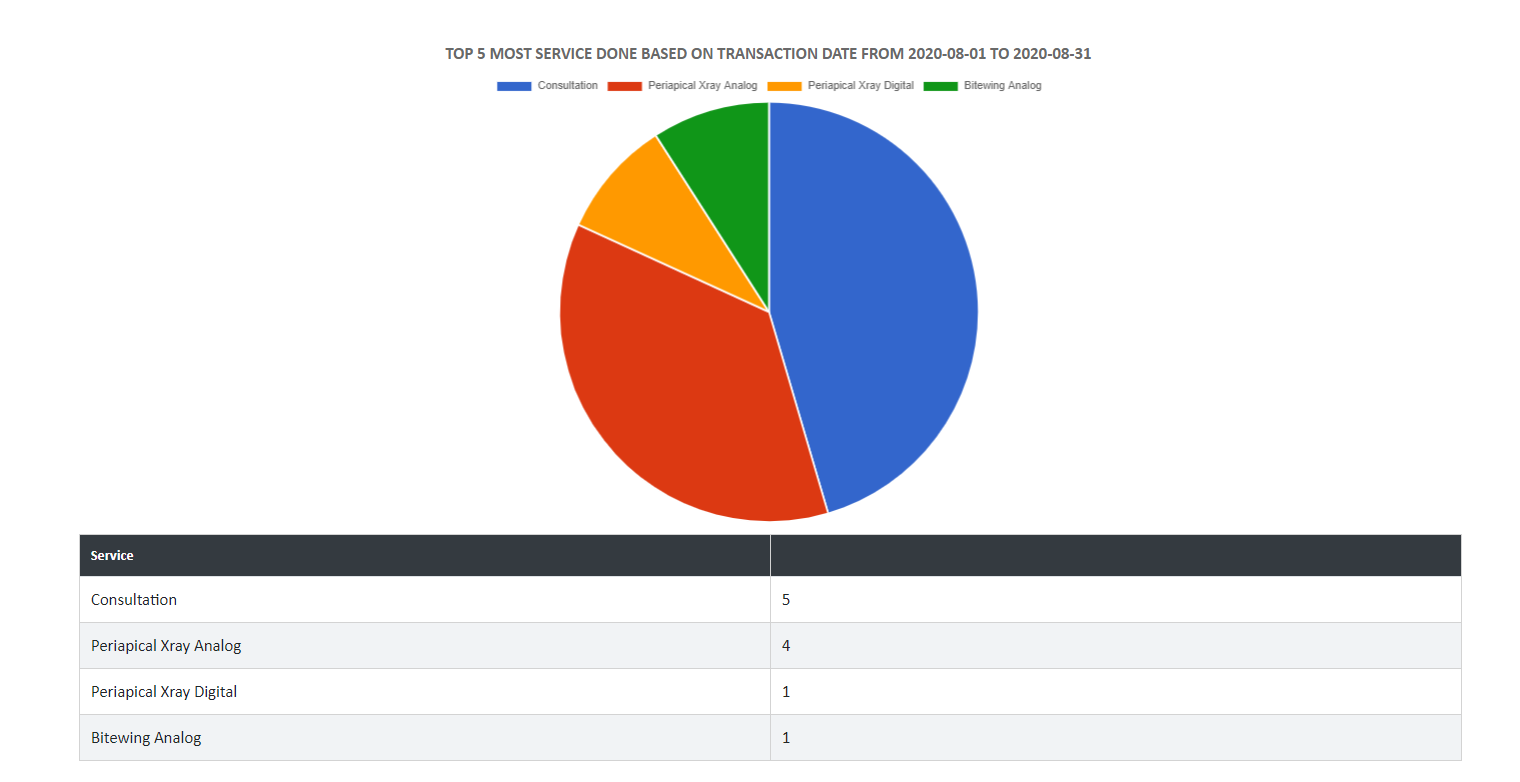 TOP 5 MOST SERVICE DONE BASED ON TRANSACTION DATE FROM 2020-08-01 TO 2020-08-31
Consultation Periapical Xray Analog Periapical Xray Digital Bitewing Analog
Service
Consultation 5
Periapical Xray Analog 4
Periapical Xray Digital 1
Bitewing Analog 1